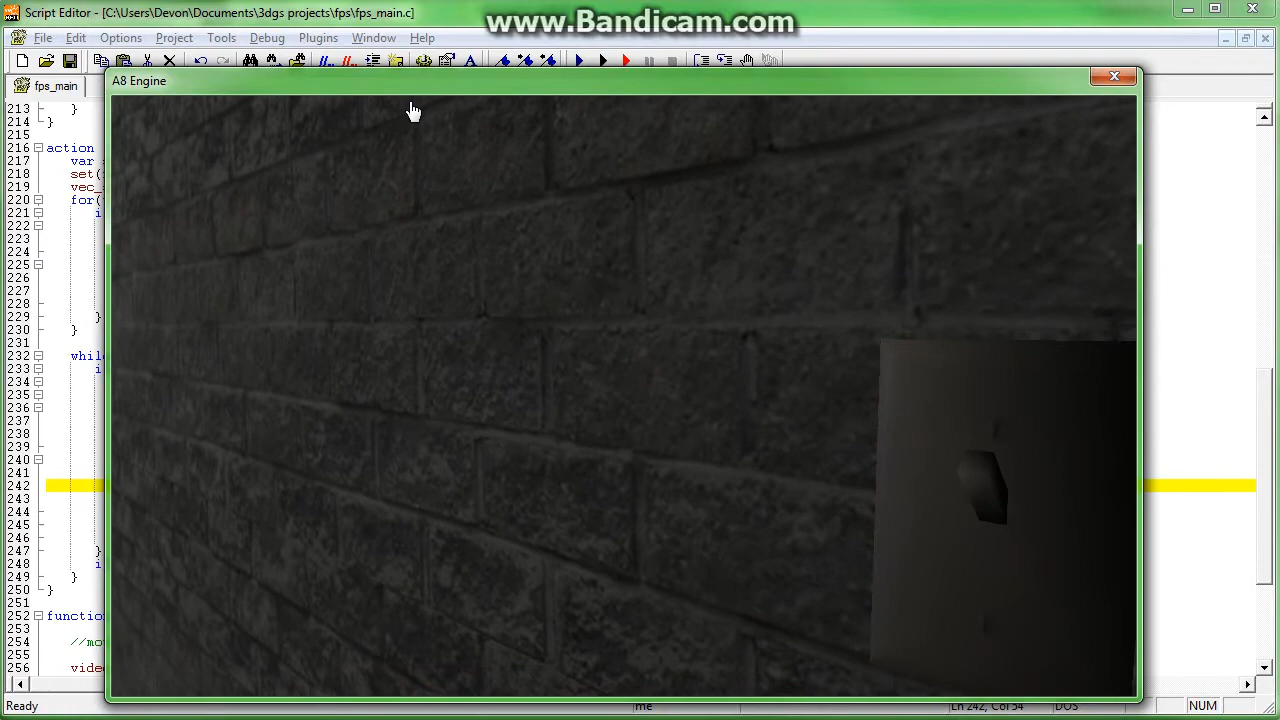 Script Editor - [C:\Users\Devon\Documents\3dgs projects\fps\fps_main.c]
www.Bandicam.com
File Edit Options Project Tools Debug Plugins Window Help
A8 Engine
fps_main
213 }
214 }
215
216 action
217 var
218 set(
219 vec_
220 for(
221 i
222
223
224
225
226
227
228 }
229
230 }
231
232 whil
233 i
234
235
236
237
238
239
240
241
242
243
244
245
246
247 }
248 i
249 }
250 }
251
252 function
253
254 //mo
255
256 video
Ready me Ln 242, Col 54 DOS NUM